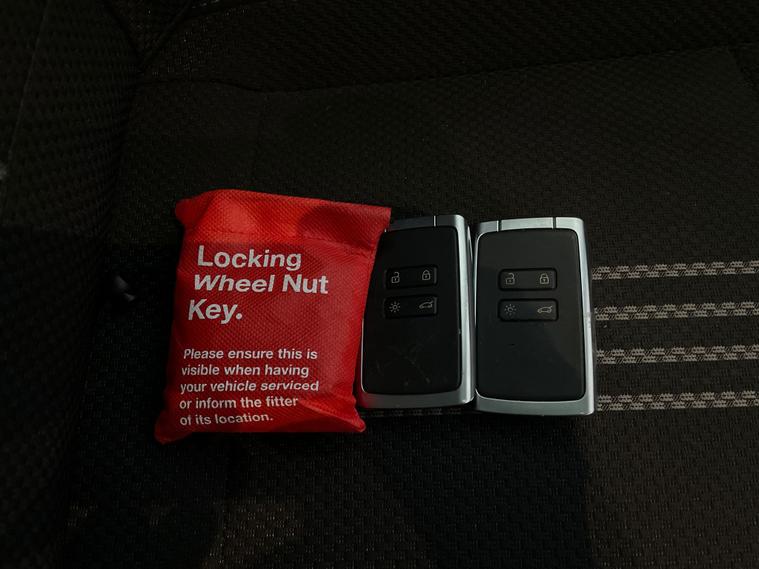 Locking
Wheel Nut
Key.
Please ensure this is
visible when having
your vehicle serviced
or inform the fitter
of its location.